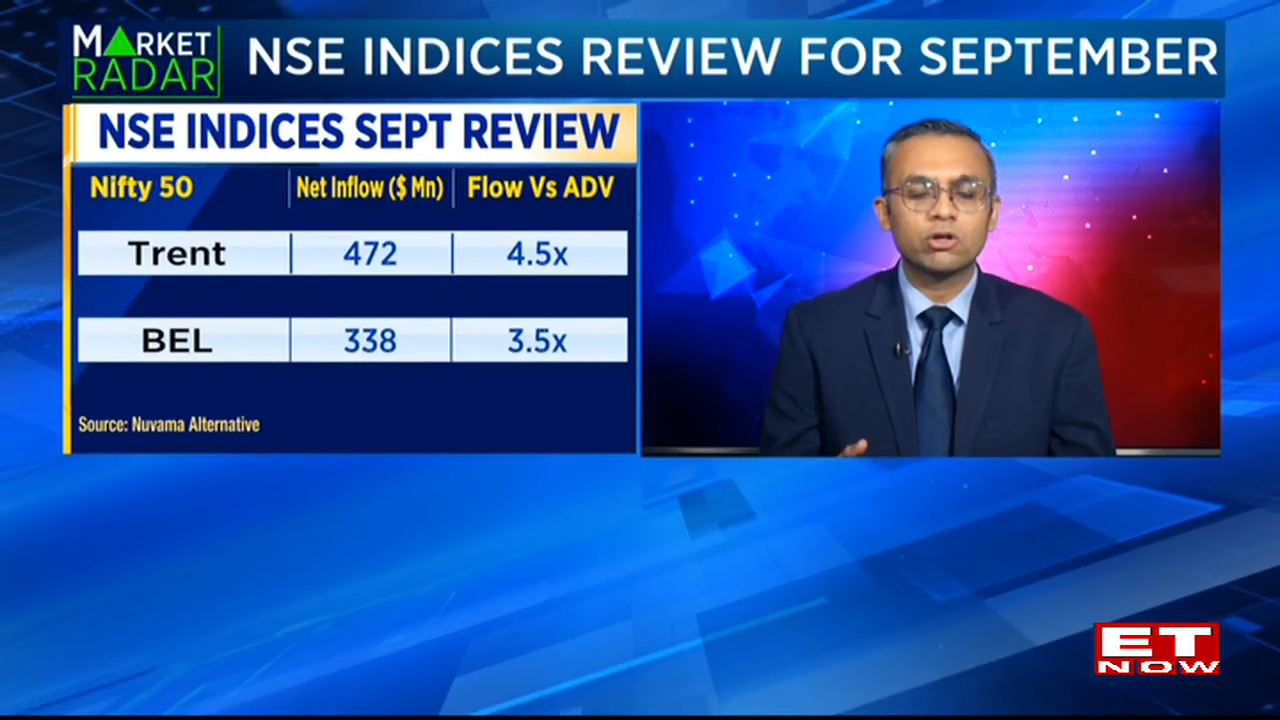 MARKET
RADAR
NSE INDICES REVIEW FOR SEPTEMBER
NSE INDICES SEPT REVIEW
Nifty 50 Net Inflow ($ Mn) Flow Vs ADV
Trent 472 4.5x
BEL 338 3.5x
Source: Nuvama Alternative
ET
NOW